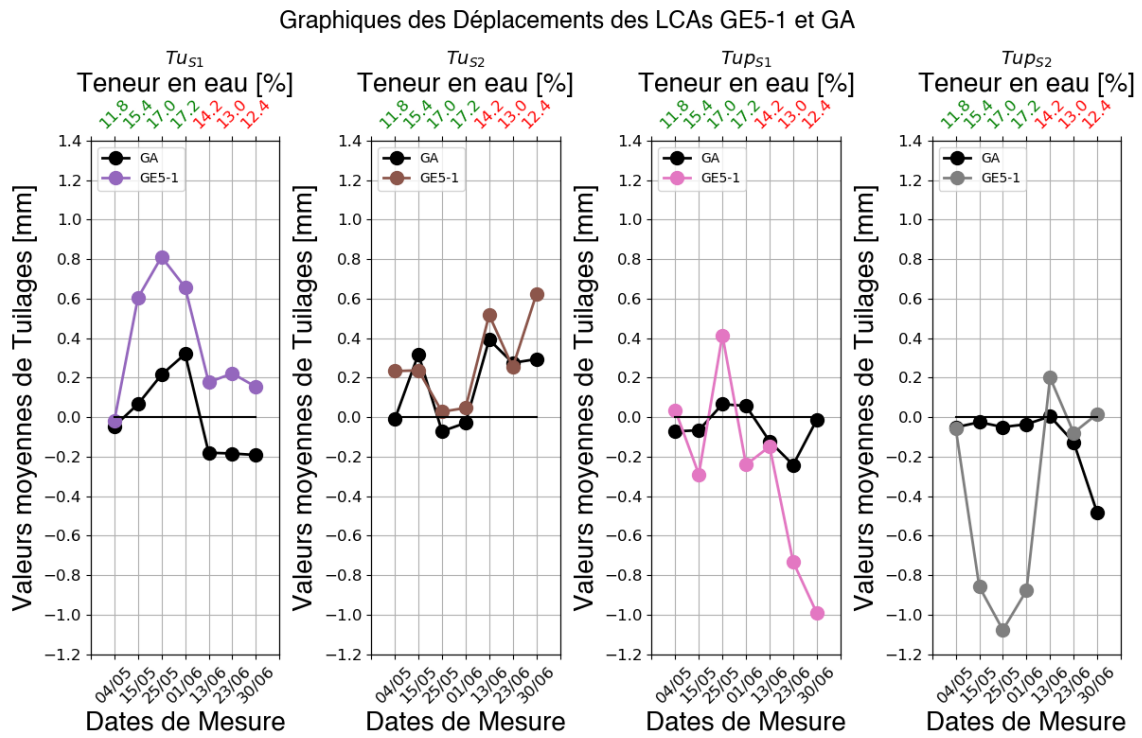 Graphiques des Déplacements des LCAs GE5-1 et GA
Tu_S1
Teneur en eau [%]
11.8 15.4 17.0 17.2 14.2 13.0 12.4
GA
GE5-1
1.4
1.2
1.0
0.8
0.6
0.4
0.2
0.0
−0.2
−0.4
−0.6
−0.8
−1.0
−1.2
Valeurs moyennes de Tuilages [mm]
04/05 15/05 25/05 01/06 13/06 23/06 30/06
Dates de Mesure
Tu_S2
Teneur en eau [%]
11.8 15.4 17.0 17.2 14.2 13.0 12.4
GA
GE5-1
1.4
1.2
1.0
0.8
0.6
0.4
0.2
0.0
−0.2
−0.4
−0.6
−0.8
−1.0
−1.2
Valeurs moyennes de Tuilages [mm]
04/05 15/05 25/05 01/06 13/06 23/06 30/06
Dates de Mesure
Tup_S1
Teneur en eau [%]
11.8 15.4 17.0 17.2 14.2 13.0 12.4
GA
GE5-1
1.4
1.2
1.0
0.8
0.6
0.4
0.2
0.0
−0.2
−0.4
−0.6
−0.8
−1.0
−1.2
Valeurs moyennes de Tuilages [mm]
04/05 15/05 25/05 01/06 13/06 23/06 30/06
Dates de Mesure
Tup_S2
Teneur en eau [%]
11.8 15.4 17.0 17.2 14.2 13.0 12.4
GA
GE5-1
1.4
1.2
1.0
0.8
0.6
0.4
0.2
0.0
−0.2
−0.4
−0.6
−0.8
−1.0
−1.2
Valeurs moyennes de Tuilages [mm]
04/05 15/05 25/05 01/06 13/06 23/06 30/06
Dates de Mesure